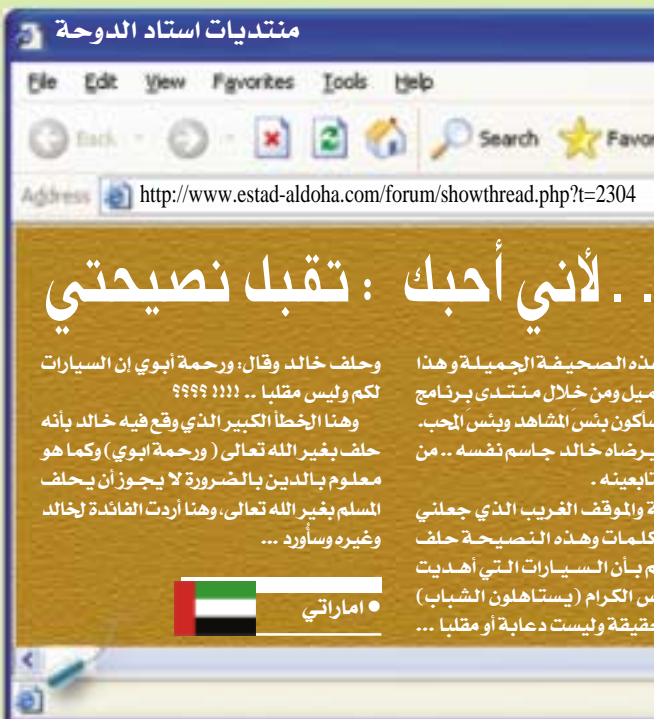 منتديات استاد الدوحة
File Edit View Favorites Tools Help
Back Search Favor
Address http://www.estad-aldoha.com/forum/showthread.php?t=2304
.. لأني أحبك : تقبل نصيحتي
هذه الصحيفة الجميلة وهذا
ميل ومن خلال منتدى برنامج
سأكون بئسَ المشاهد وبئسَ المحب.
يرضاه خالد جاسم نفسه .. من
تابعينه .
ة والموقف الغريب الذي جعلني
كلمات وهذه النصيحة حلف
م بأن السيارات التي أهديت
س الكرام (يستاهلون الشباب)
حقيقة وليست دعابة أو مقلبا ...
وحلف خالد وقال: ورحمة أبوي إن السيارات
لكم وليس مقلبا .. !!!! ؟؟؟؟
وهنا الخطأ الكبير الذي وقع فيه خالد بأنه
حلف بغير الله تعالى ( ورحمة ابوي ) وكما هو
معلوم بالدين بالضرورة لا يجوز أن يحلف
المسلم بغير الله تعالى، وهنا أردت الفائدة لخالد
وغيره وسأورد ...
● اماراتي